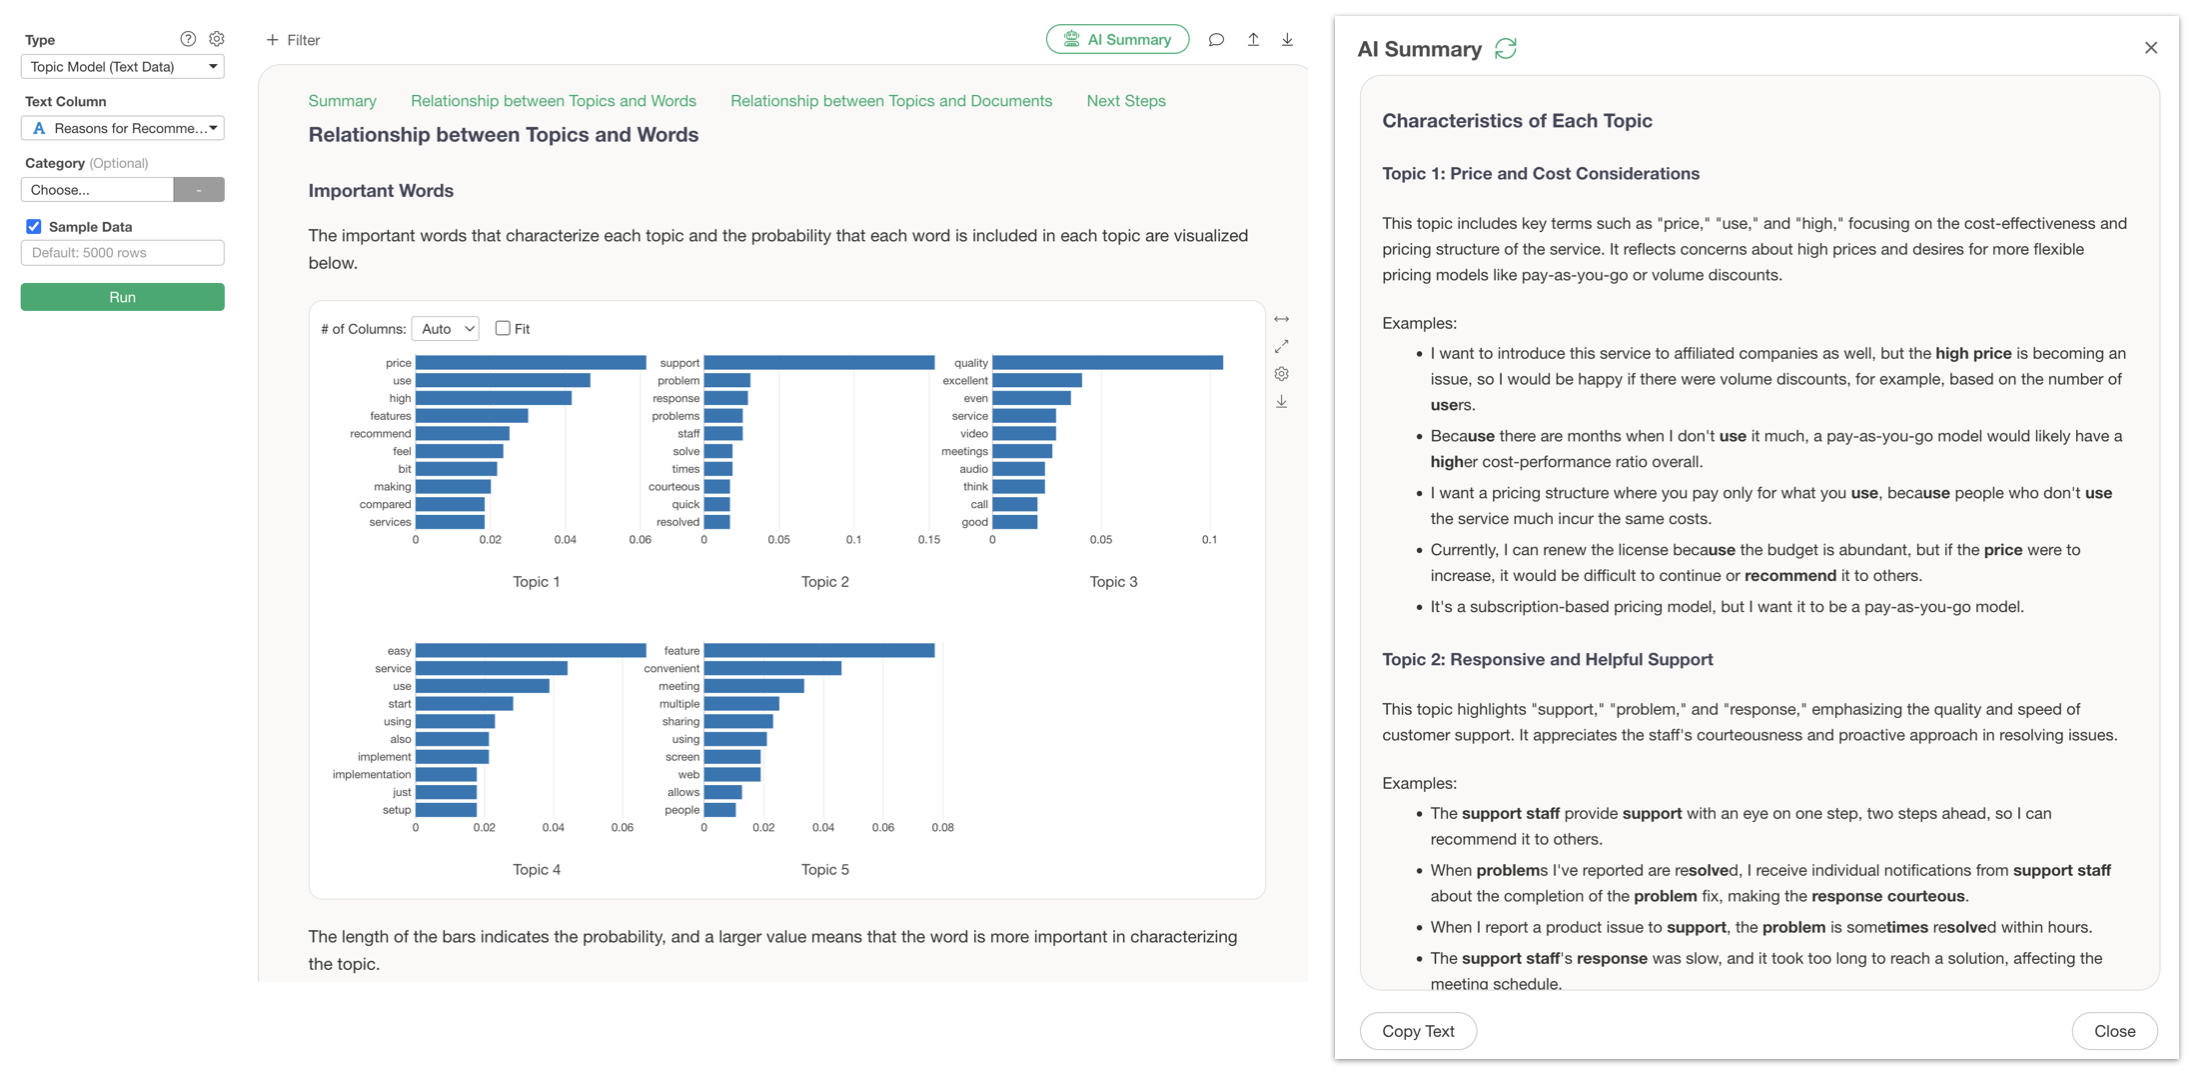 Type
Topic Model (Text Data)
Text Column
A Reasons for Recomme...
Category (Optional)
Choose...
-
Sample Data
Default: 5000 rows
Run
+ Filter
AI Summary
Summary Relationship between Topics and Words Relationship between Topics and Documents Next Steps
Relationship between Topics and Words
Important Words
The important words that characterize each topic and the probability that each word is included in each topic are visualized
below.
# of Columns: Auto Fit
price
use
high
features
recommend
feel
bit
making
compared
services
0 0.02 0.04 0.06
Topic 1
support
problem
response
problems
staff
solve
times
courteous
quick
resolved
0 0.05 0.1 0.15
Topic 2
quality
excellent
even
service
video
meetings
audio
think
call
good
0 0.05 0.1
Topic 3
easy
service
use
start
using
also
implement
implementation
just
setup
0 0.02 0.04 0.06
Topic 4
feature
convenient
meeting
multiple
sharing
using
screen
web
allows
people
0 0.02 0.04 0.06 0.08
Topic 5
The length of the bars indicates the probability, and a larger value means that the word is more important in characterizing
the topic.
AI Summary
Characteristics of Each Topic
Topic 1: Price and Cost Considerations
This topic includes key terms such as "price," "use," and "high," focusing on the cost-effectiveness and
pricing structure of the service. It reflects concerns about high prices and desires for more flexible
pricing models like pay-as-you-go or volume discounts.
Examples:
• I want to introduce this service to affiliated companies as well, but the high price is becoming an
issue, so I would be happy if there were volume discounts, for example, based on the number of
users.
• Because there are months when I don't use it much, a pay-as-you-go model would likely have a
higher cost-performance ratio overall.
• I want a pricing structure where you pay only for what you use, because people who don't use
the service much incur the same costs.
• Currently, I can renew the license because the budget is abundant, but if the price were to
increase, it would be difficult to continue or recommend it to others.
• It's a subscription-based pricing model, but I want it to be a pay-as-you-go model.
Topic 2: Responsive and Helpful Support
This topic highlights "support," "problem," and "response," emphasizing the quality and speed of
customer support. It appreciates the staff's courteousness and proactive approach in resolving issues.
Examples:
• The support staff provide support with an eye on one step, two steps ahead, so I can
recommend it to others.
• When problems I've reported are resolved, I receive individual notifications from support staff
about the completion of the problem fix, making the response courteous.
• When I report a product issue to support, the problem is sometimes resolved within hours.
• The support staff's response was slow, and it took too long to reach a solution, affecting the
meeting schedule.
Copy Text
Close